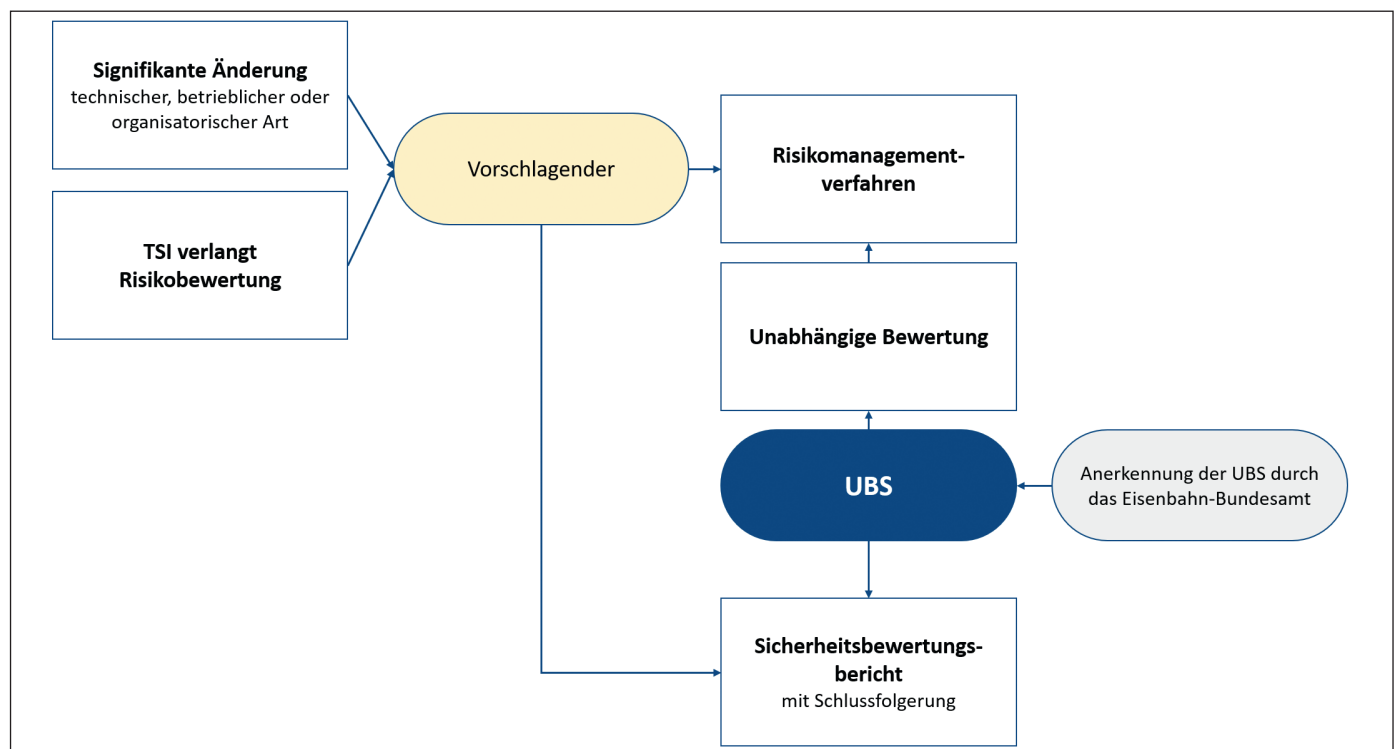 Signifikante Änderung
technischer, betrieblicher oder
organisatorischer Art
TSI verlangt
Risikobewertung
Vorschlagender
Risikomanagement-
verfahren
Unabhängige Bewertung
UBS
Anerkennung der UBS durch
das Eisenbahn-Bundesamt
Sicherheitsbewertungs-
bericht
mit Schlussfolgerung